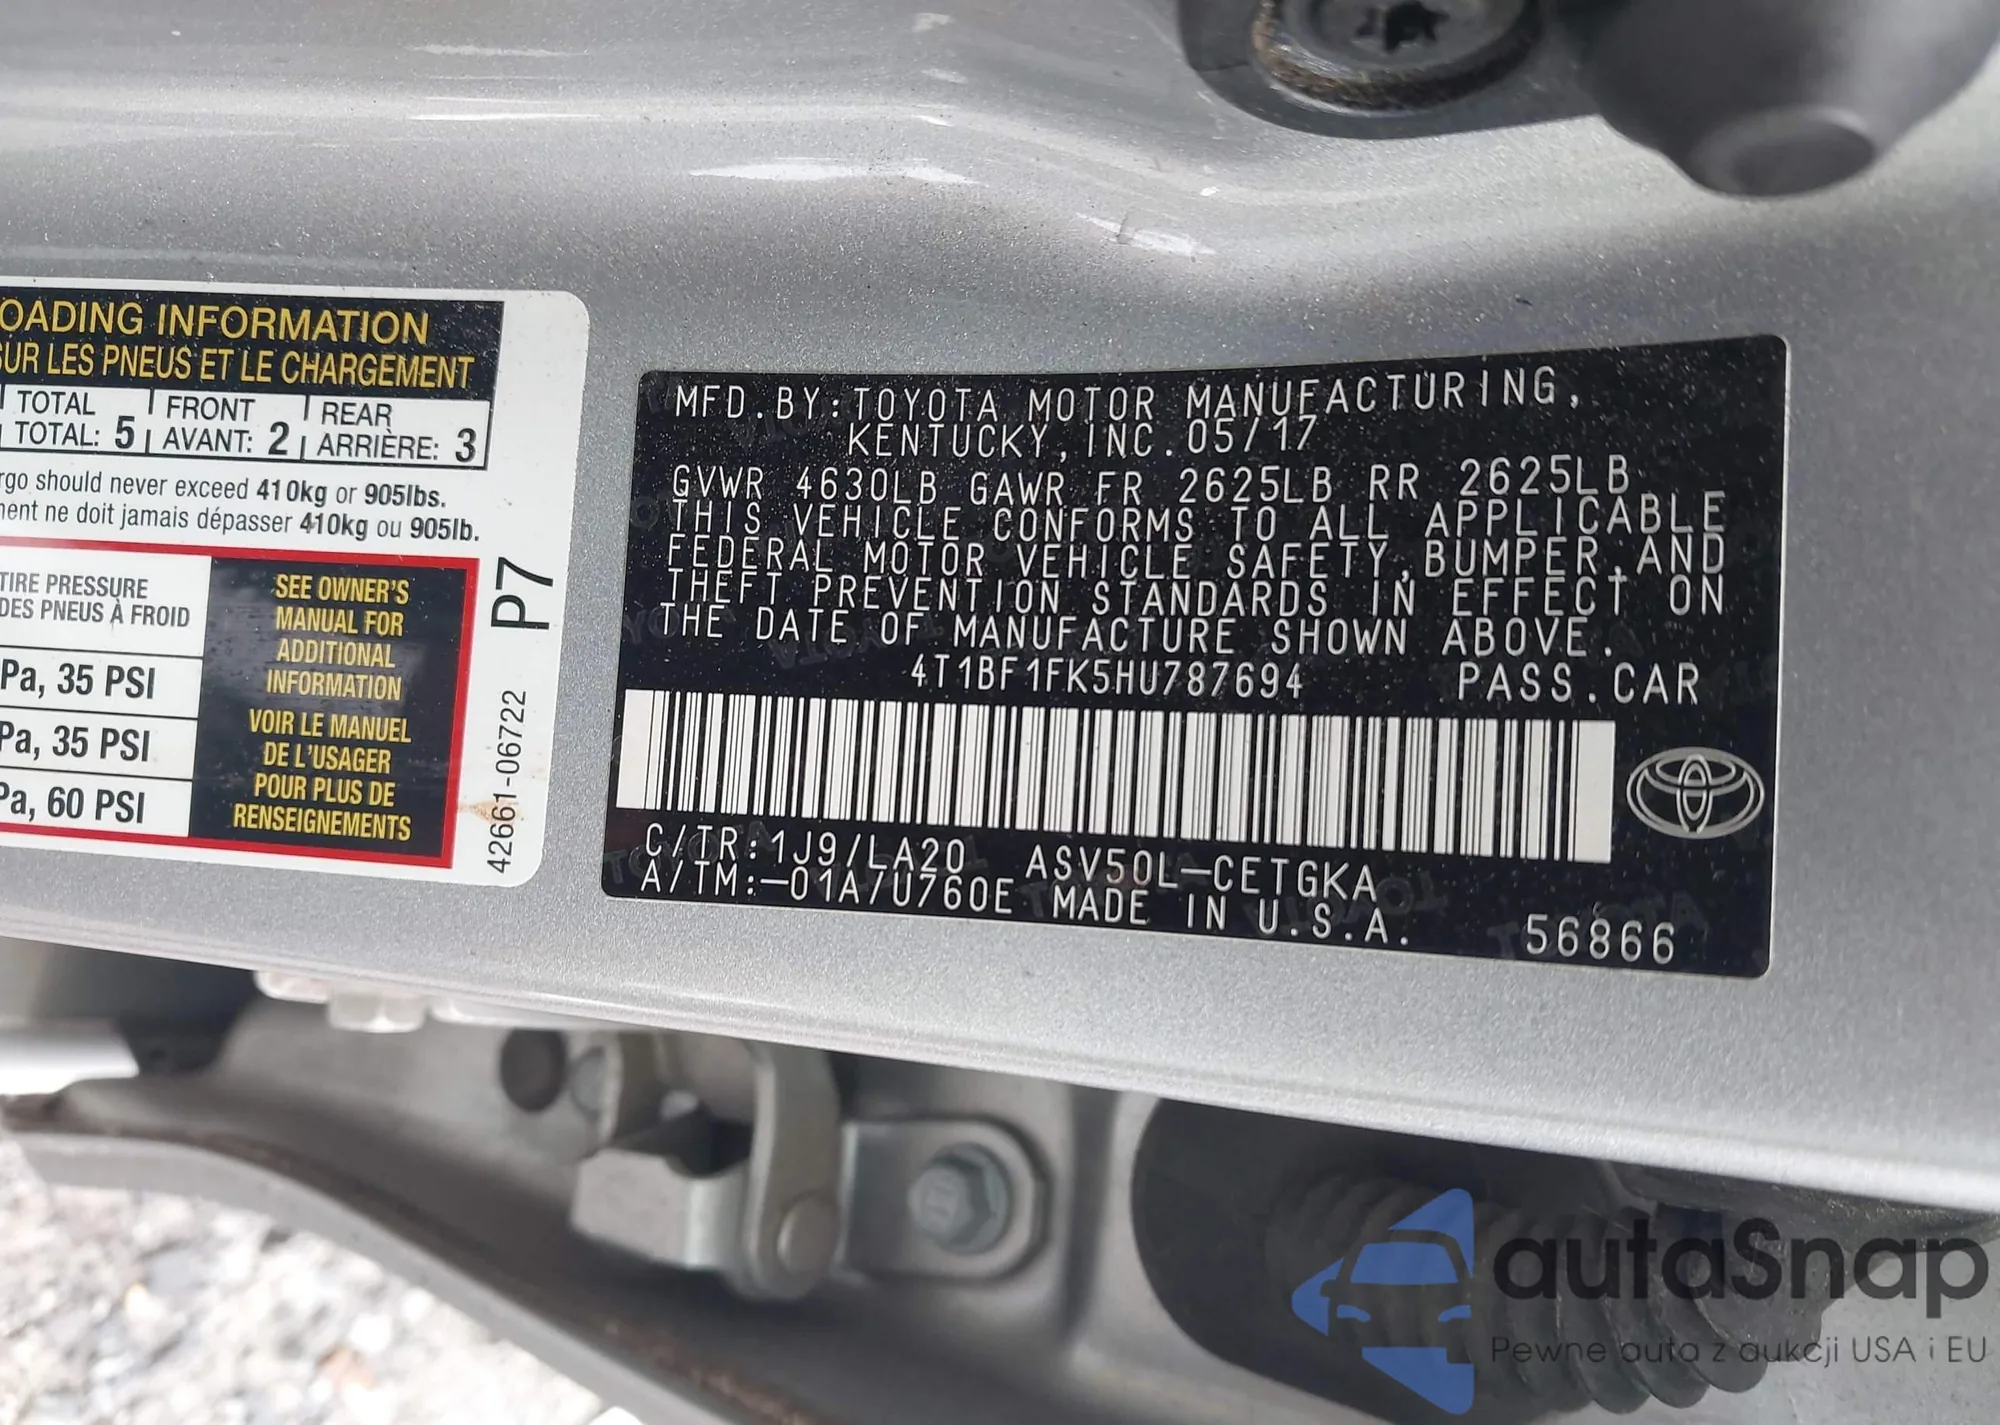 OADING INFORMATION
SUR LES PNEUS ET LE CHARGEMENT
TOTAL FRONT REAR
TOTAL: 5 AVANT: 2 ARRIÈRE: 3
rgo should never exceed 410kg or 905lbs.
ment ne doit jamais dépasser 410kg ou 905lb.
TIRE PRESSURE
DES PNEUS À FROID
Pa, 35 PSI
Pa, 35 PSI
Pa, 60 PSI
SEE OWNER'S
MANUAL FOR
ADDITIONAL
INFORMATION
VOIR LE MANUEL
DE L'USAGER
POUR PLUS DE
RENSEIGNEMENTS
42661-06722 P7
MFD.BY:TOYOTA MOTOR MANUFACTURING,
KENTUCKY,INC.05/17
GVWR 4630LB GAWR FR 2625LB RR 2625LB
THIS VEHICLE CONFORMS TO ALL APPLICABLE
FEDERAL MOTOR VEHICLE SAFETY,BUMPER,AND
THEFT PREVENTION STANDARDS IN EFFECT ON
THE DATE OF MANUFACTURE SHOWN ABOVE.
4T1BF1FK5HU787694 PASS.CAR
C/TR:1J9/LA20 ASV50L-CETGKA
A/TM:-01A/U760E MADE IN U.S.A. 56866
autaSnap
Pewne auta z aukcji USA i EU